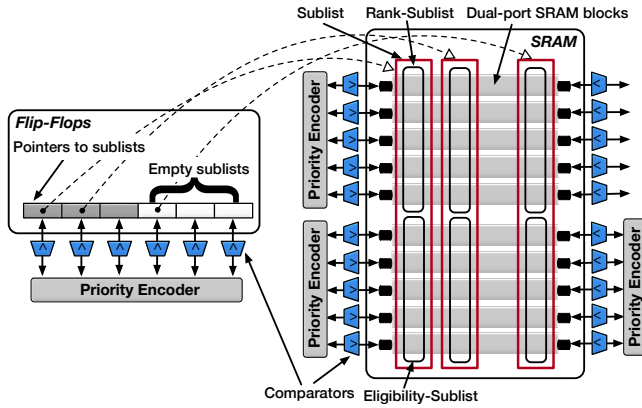 Sublist
Rank-Sublist
Dual-port SRAM blocks
SRAM
Flip-Flops
Pointers to sublists
Empty sublists
Priority Encoder
Priority Encoder
Priority Encoder
Priority Encoder
Comparators
Eligibility-Sublist